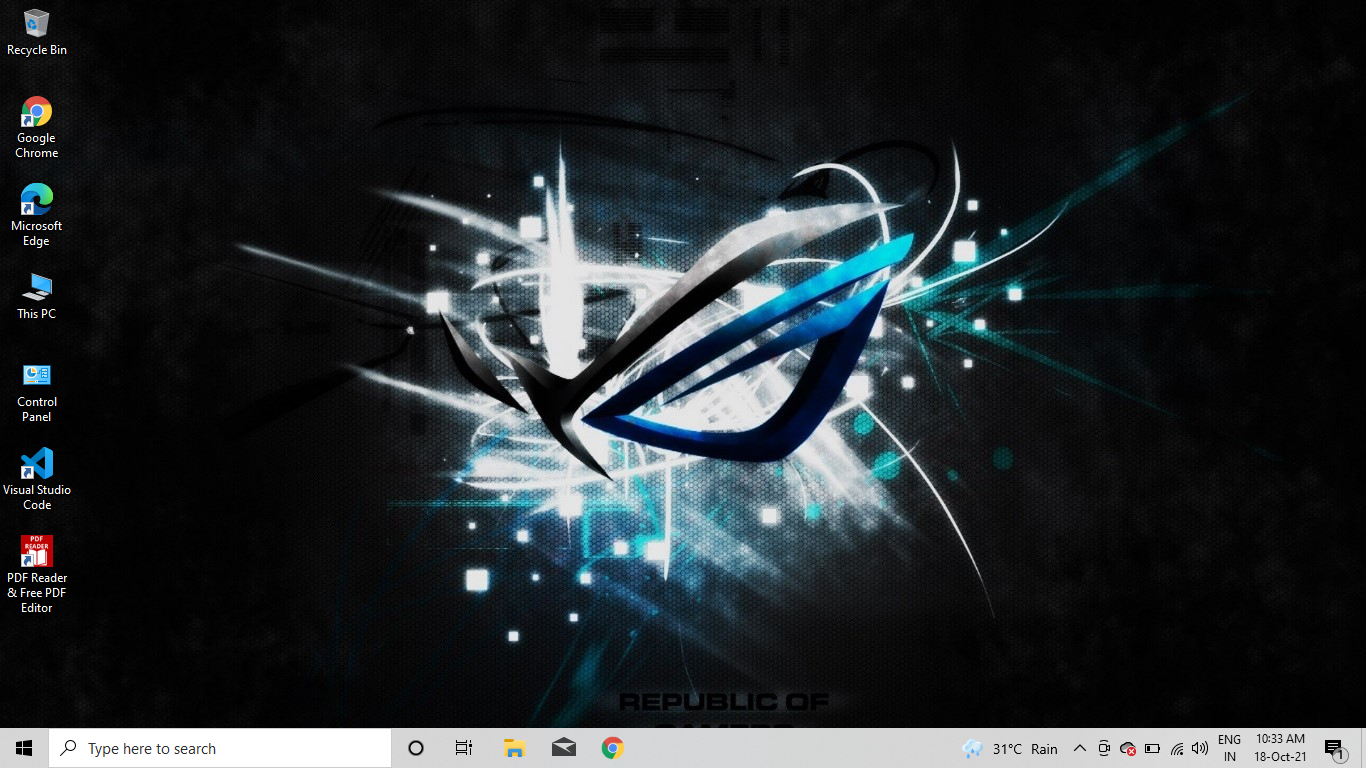 Recycle Bin
Google
Chrome
Microsoft
Edge
This PC
Control
Panel
Visual Studio
Code
PDF
READER
PDF Reader
& Free PDF
Editor
REPUBLIC OF
GAMERS
Type here to search
31°C Rain
ENG
IN
10:33 AM
18-Oct-21
1